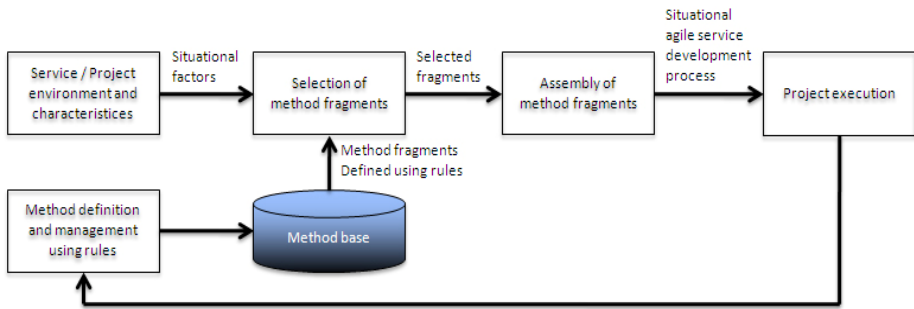 Service / Project
environment and
characteristices
Situational
factors
Selection of
method fragments
Selected
fragments
Assembly of
method fragments
Situational
agile service
development
process
Project execution
Method fragments
Defined using rules
Method definition
and management
using rules
Method base